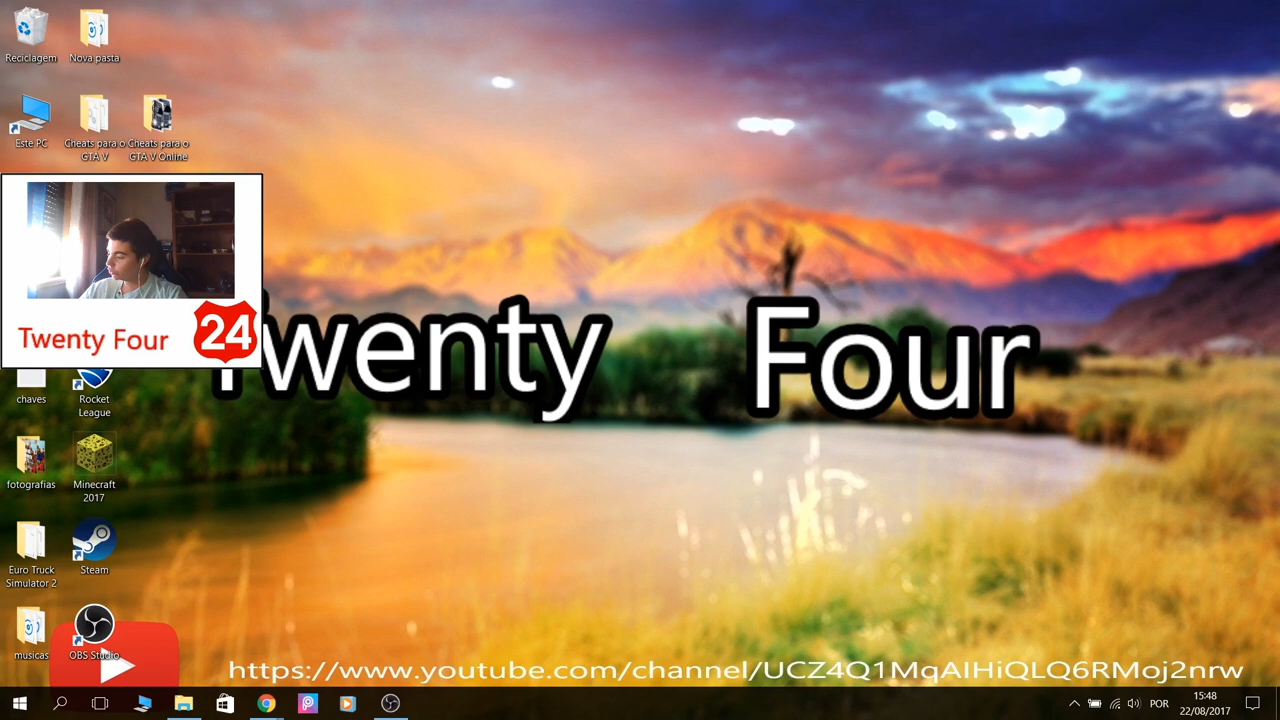 Reciclagem
Nova pasta
Este PC
Cheats para o
GTA V
Cheats para o
GTA V Online
Twenty Four
24
Twenty Four
chaves
Rocket
League
fotografias
Minecraft
2017
Euro Truck
Simulator 2
Steam
musicas
OBS Studio
https://www.youtube.com/channel/UCZ4Q1MqAIHiQLQ6RMoj2nrw
POR
15:48
22/08/2017